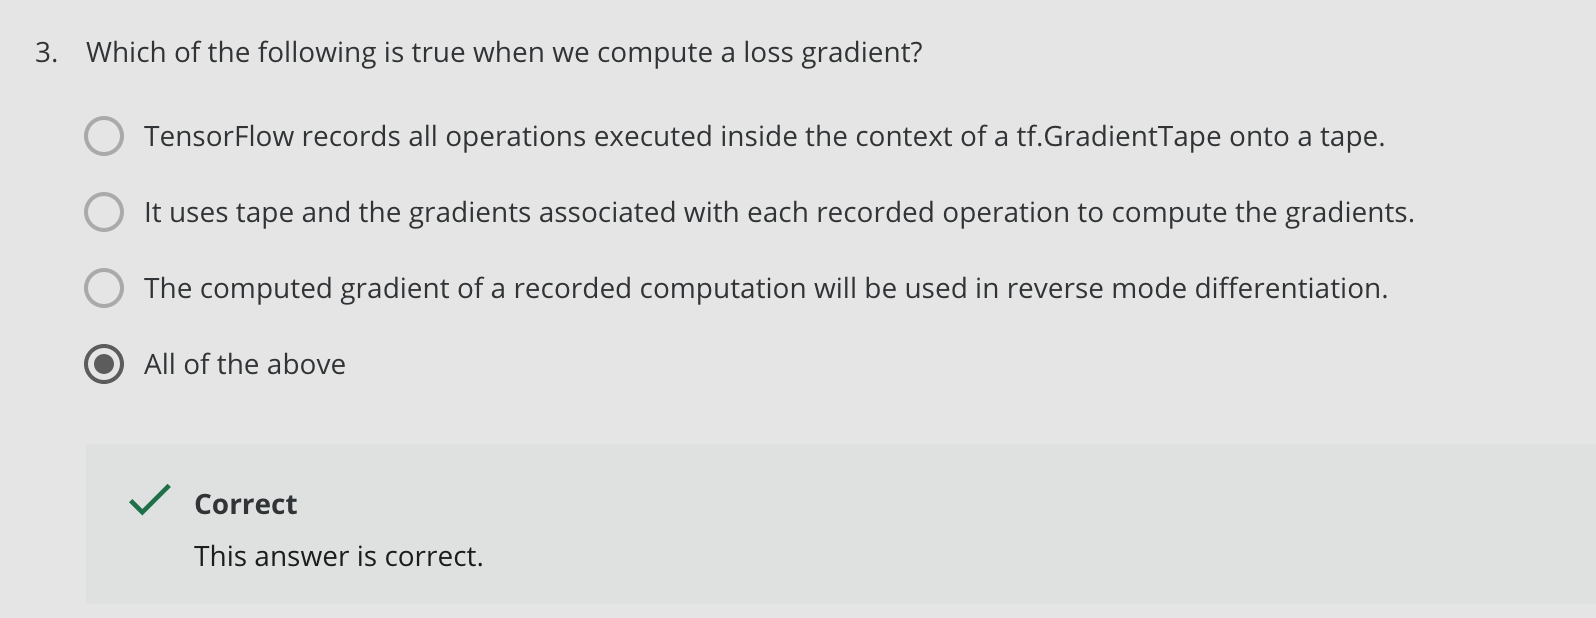 3. Which of the following is true when we compute a loss gradient?
TensorFlow records all operations executed inside the context of a tf.GradientTape onto a tape.
It uses tape and the gradients associated with each recorded operation to compute the gradients.
The computed gradient of a recorded computation will be used in reverse mode differentiation.
All of the above
Correct
This answer is correct.